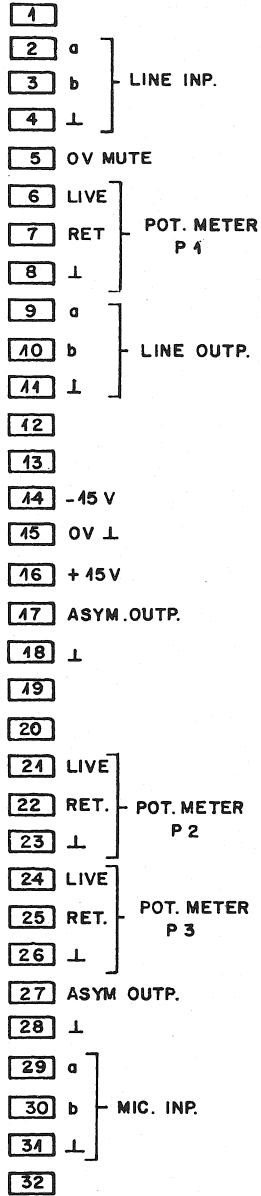 1
2 a
3 b LINE INP.
4 ⊥
5 OV MUTE
6 LIVE
7 RET POT. METER
P 1
8 ⊥
9 a
10 b LINE OUTP.
11 ⊥
12
13
14 -15 V
15 OV ⊥
16 +15V
17 ASYM.OUTP.
18 ⊥
19
20
21 LIVE
22 RET. POT. METER
P 2
23 ⊥
24 LIVE
25 RET. POT. METER
P 3
26 ⊥
27 ASYM OUTP.
28 ⊥
29 a
30 b MIC. INP.
31 ⊥
32